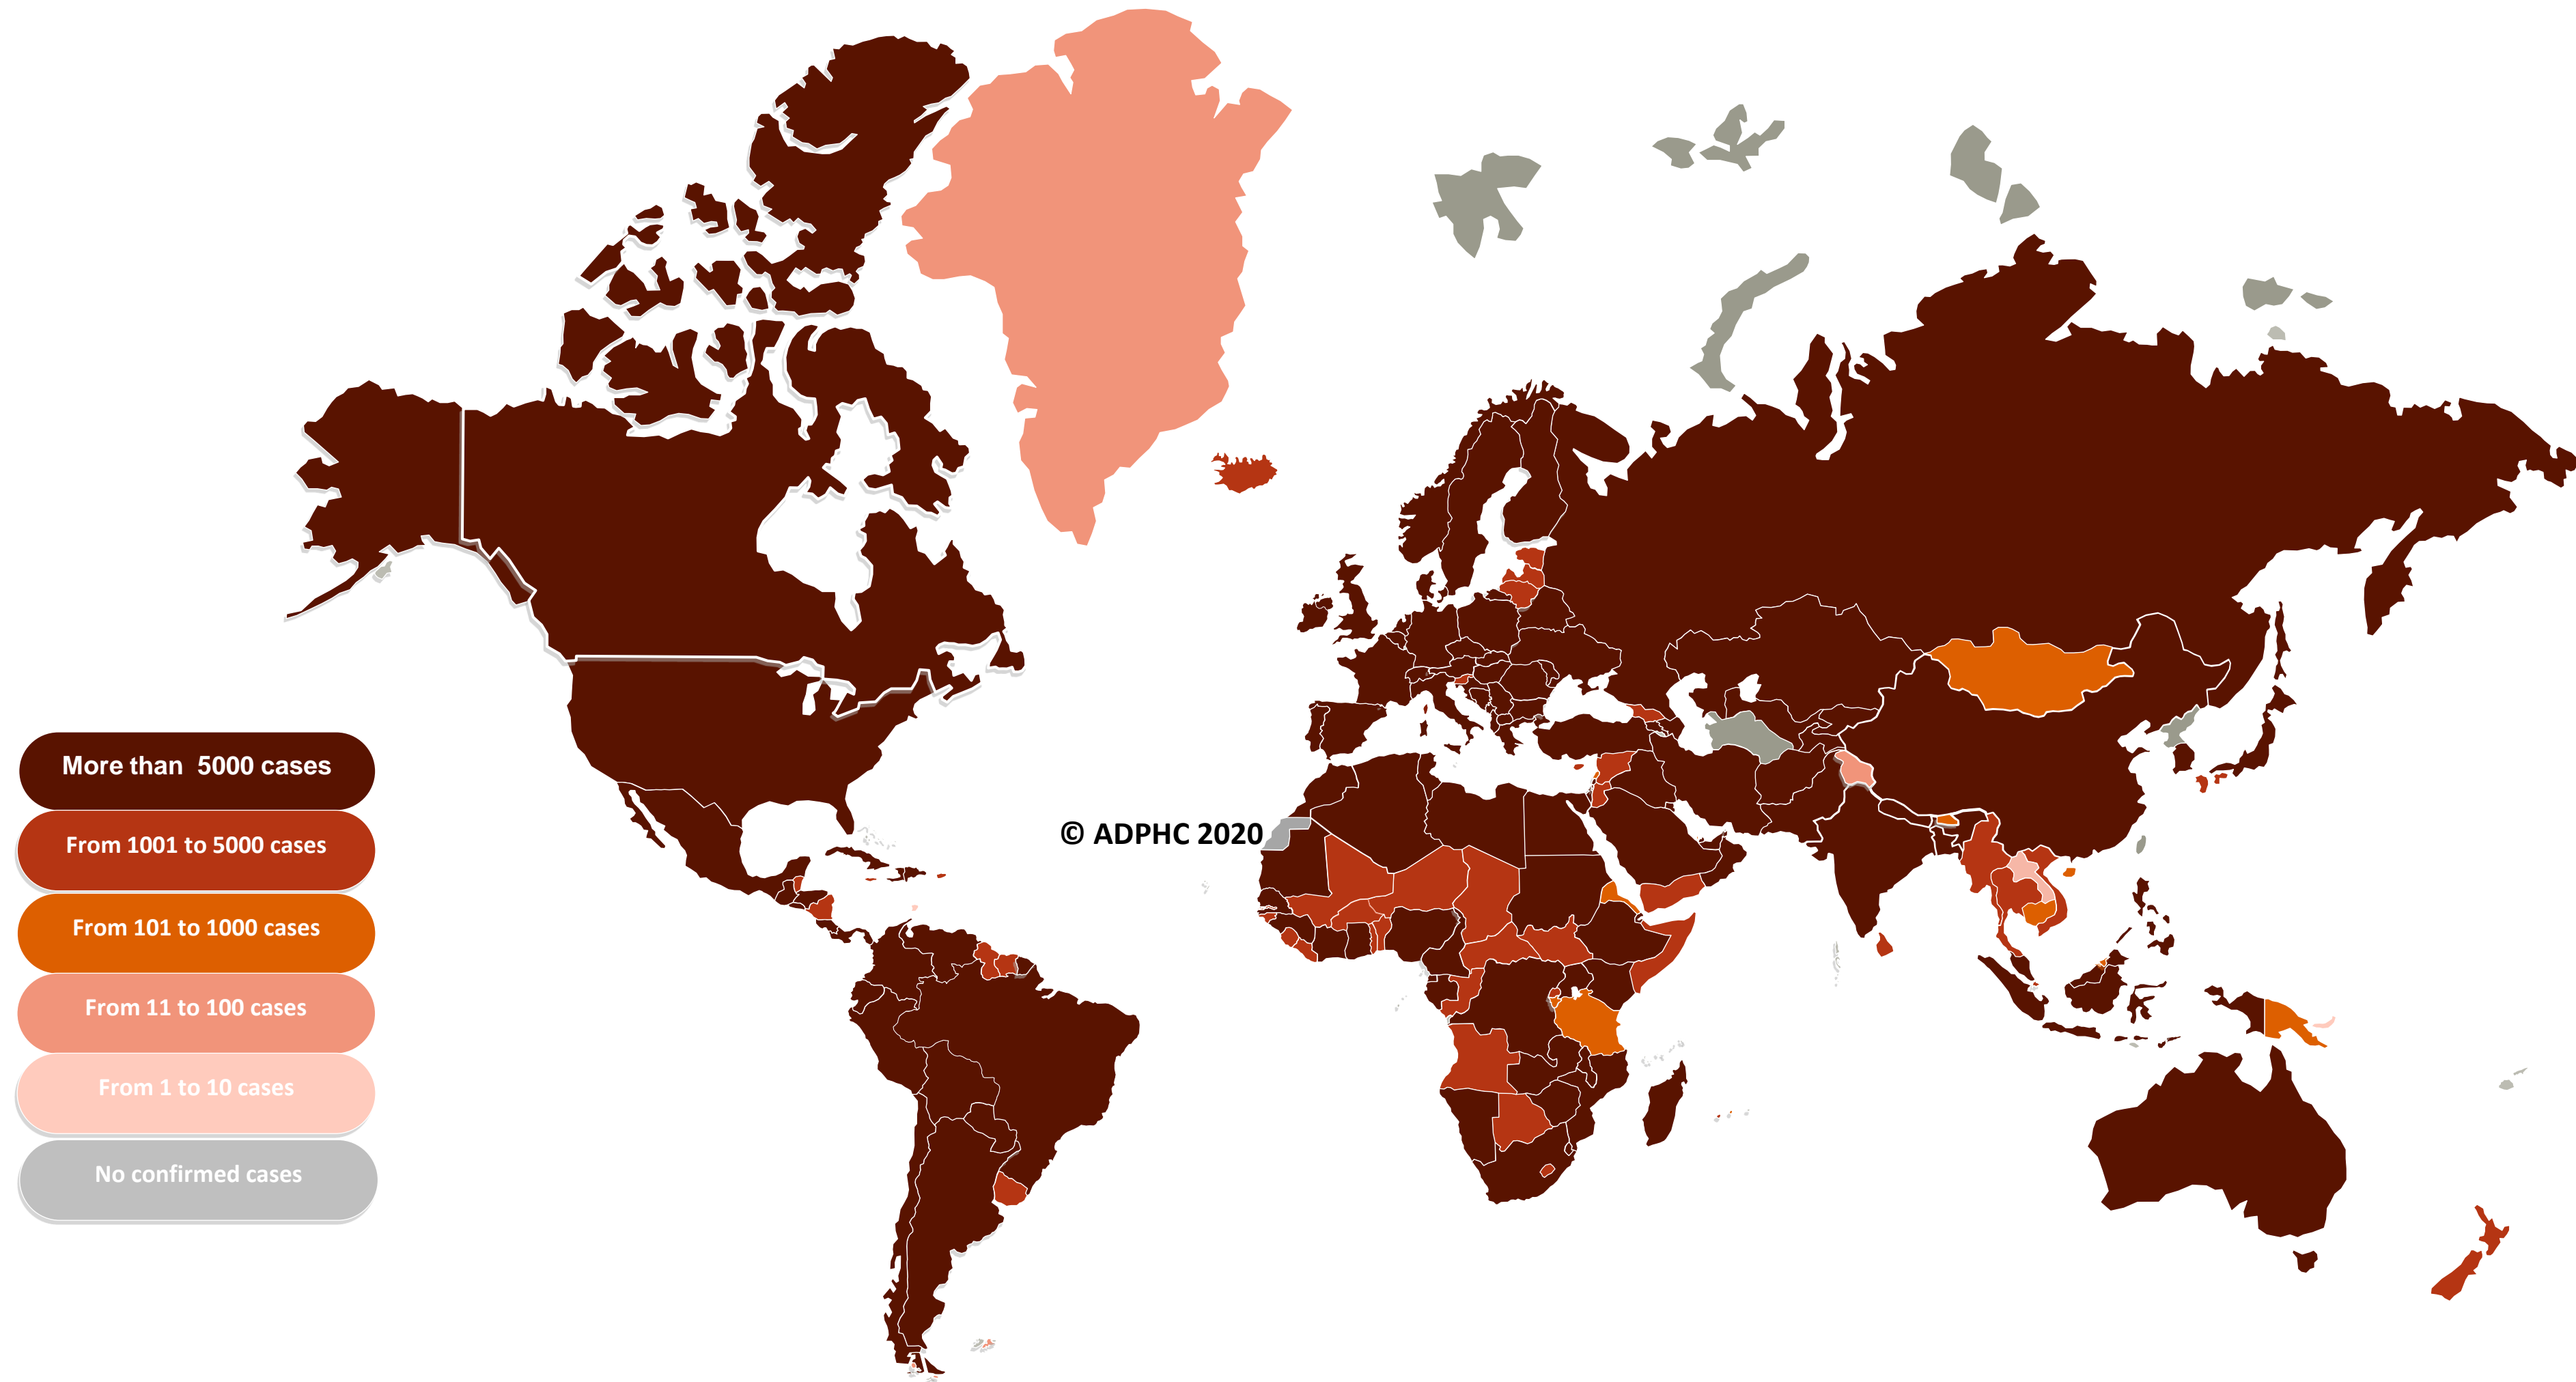 More than  5000 cases
From 1001 to 5000 cases
© ADPHC 2020
From 101 to 1000 cases
From 11 to 100 cases
From 1 to 10 cases
No confirmed cases